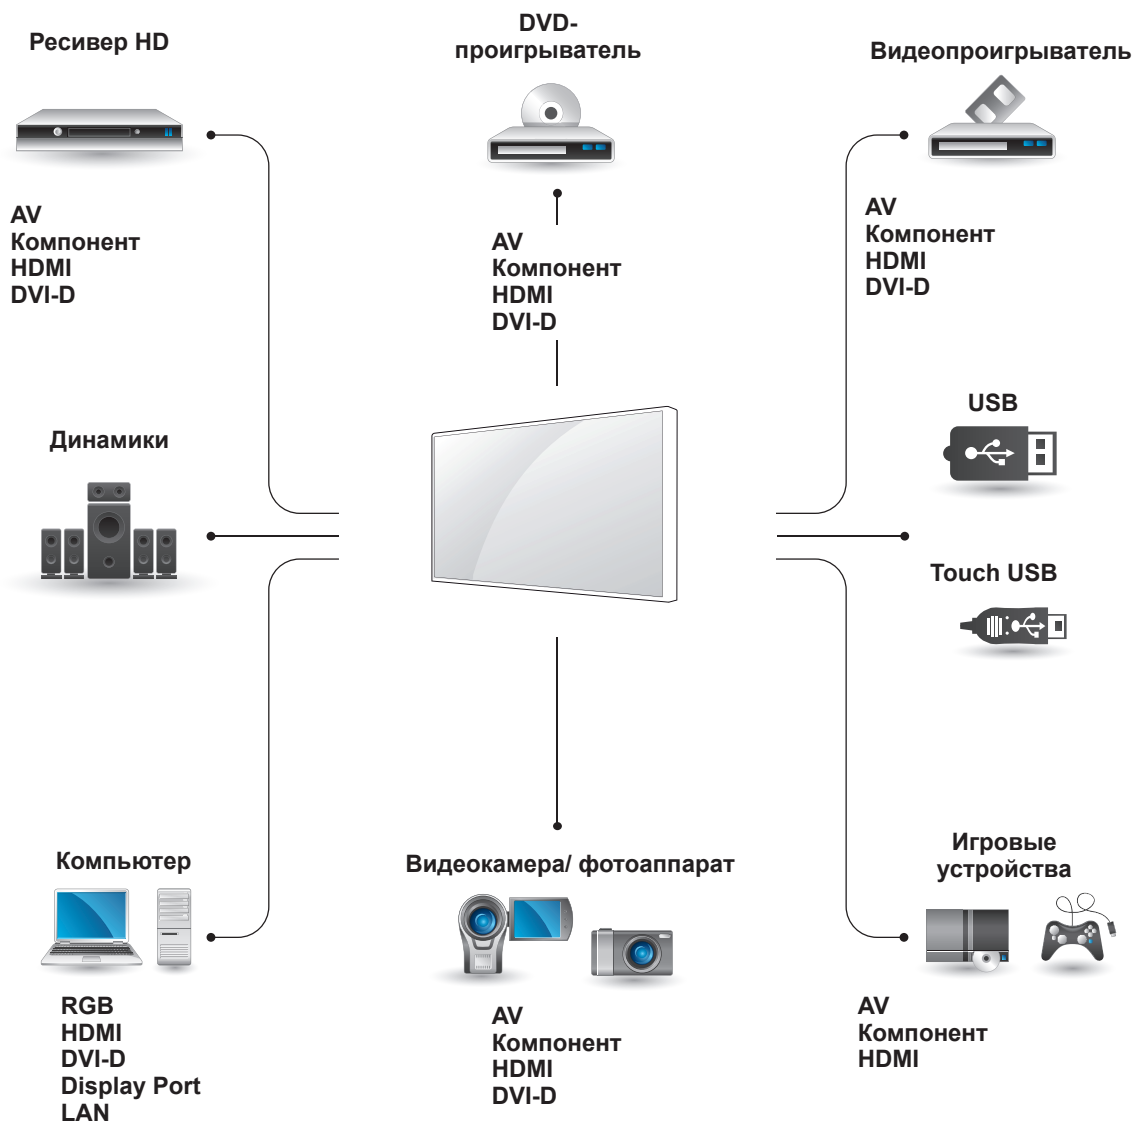 Ресивер HD
DVD-
проигрыватель
Видеопроигрыватель
AV
Компонент
HDMI
DVI-D
AV
Компонент
HDMI
DVI-D
AV
Компонент
HDMI
DVI-D
Динамики
USB
Touch USB
Компьютер
RGB
HDMI
DVI-D
Display Port
LAN
Видеокамера/ фотоаппарат
AV
Компонент
HDMI
DVI-D
Игровые
устройства
AV
Компонент
HDMI